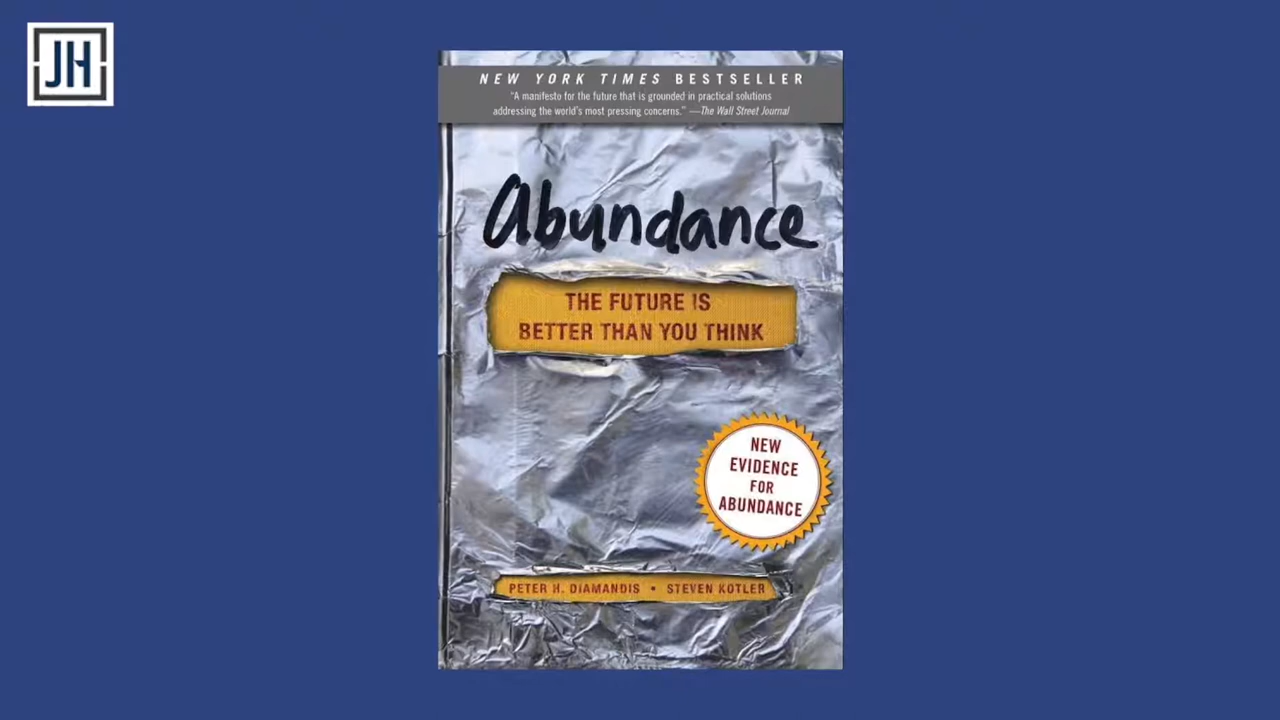 JH
NEW YORK TIMES BESTSELLER
“A manifesto for the future that is grounded in practical solutions
addressing the world’s most pressing concerns.” —The Wall Street Journal
Abundance
THE FUTURE IS
BETTER THAN YOU THINK
NEW
EVIDENCE
FOR
ABUNDANCE
PETER H. DIAMANDIS • STEVEN KOTLER